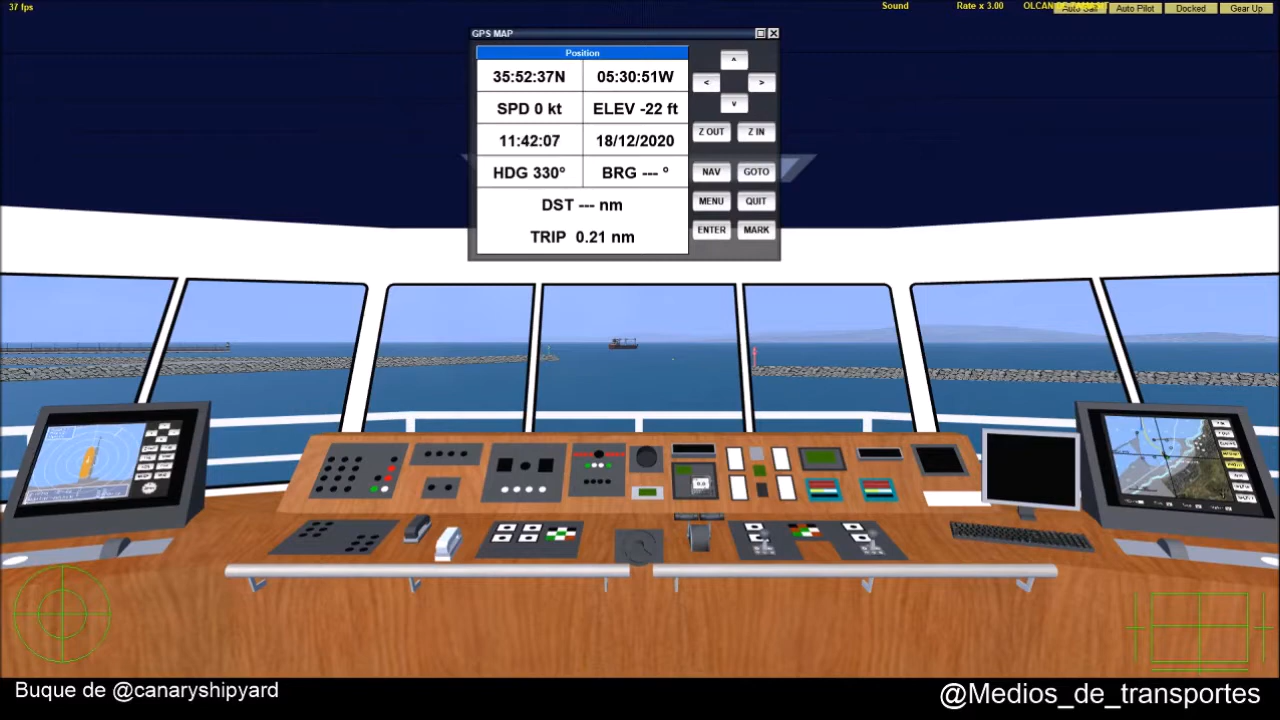 37 fps
Sound
Rate x 3.00
Auto Pilot
Docked
Gear Up
GPS MAP
Position
35:52:37N
05:30:51W
SPD 0 kt
ELEV -22 ft
11:42:07
18/12/2020
HDG 330º
BRG --- º
DST --- nm
TRIP 0.21 nm
^
< >
v
Z OUT
Z IN
NAV
GOTO
MENU
QUIT
ENTER
MARK
Buque de @canaryshipyard
@Medios_de_transportes